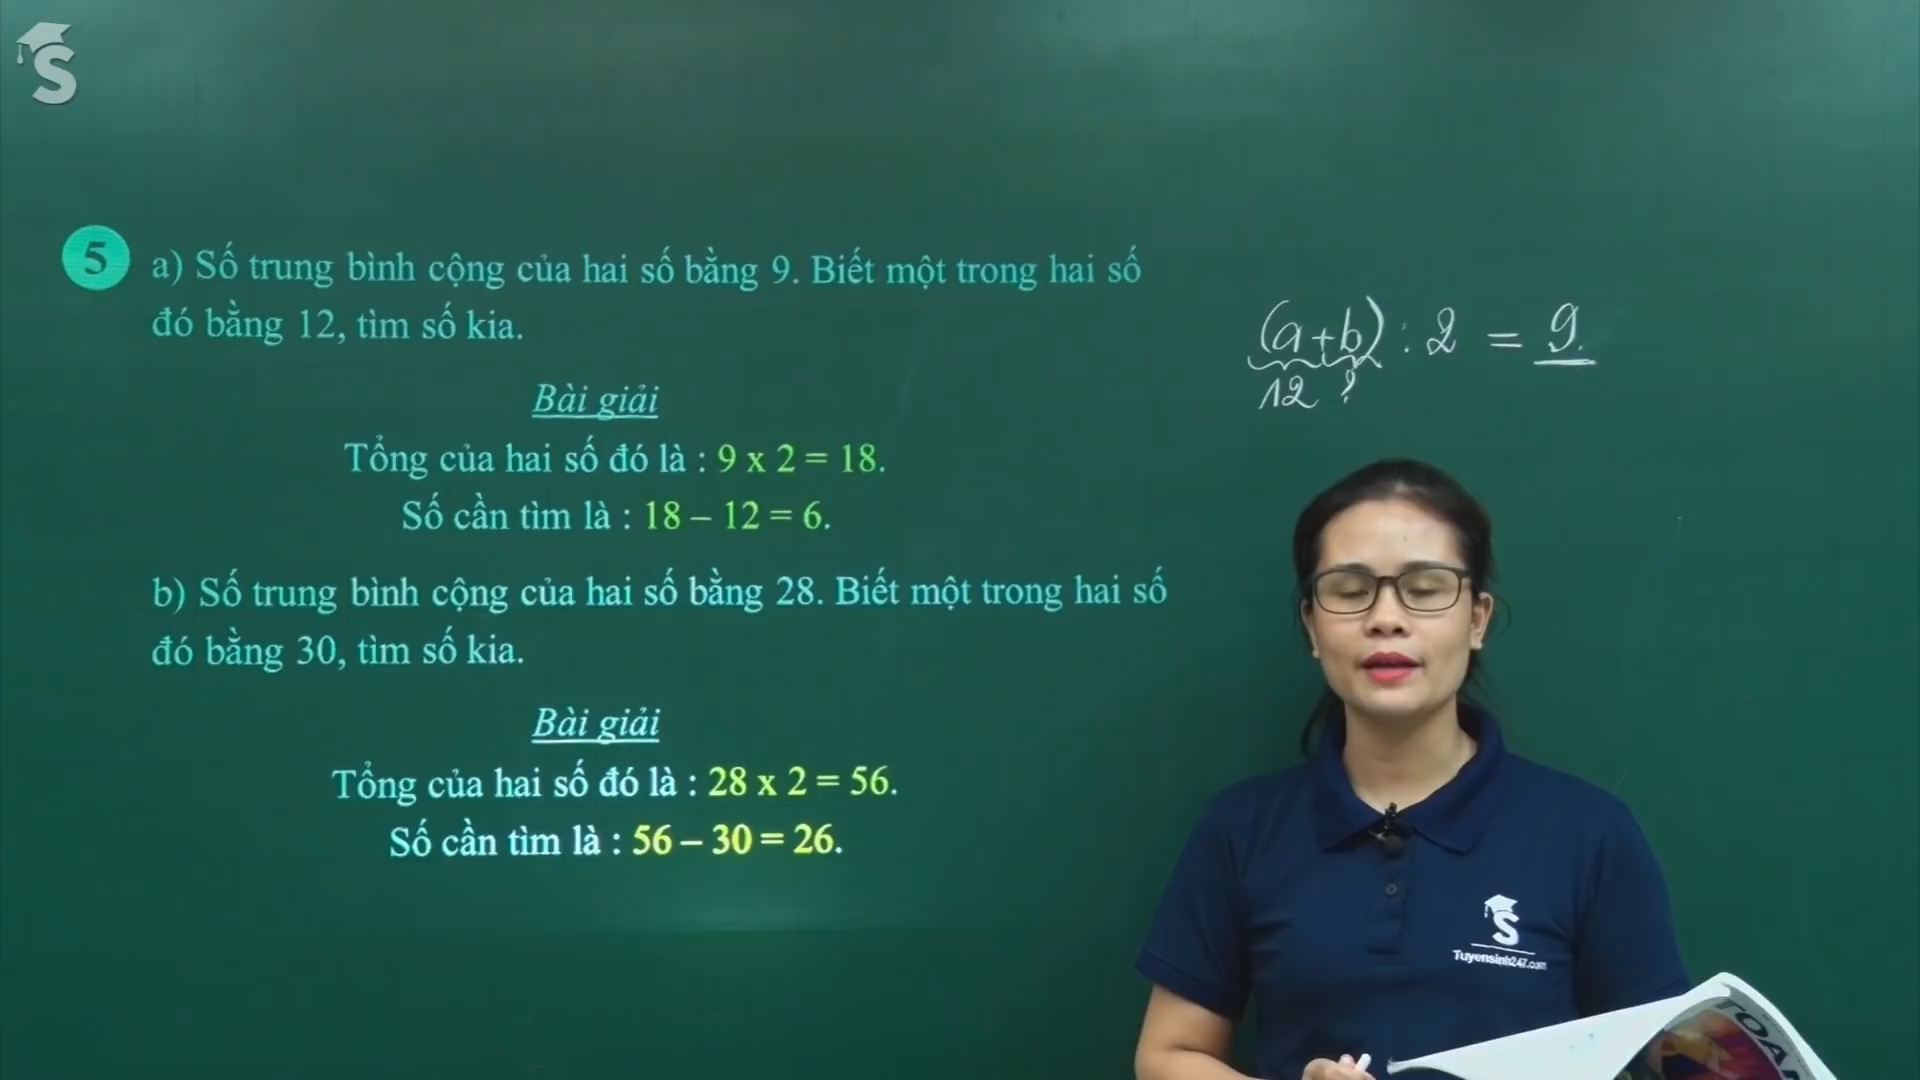 S
5 a) Số trung bình cộng của hai số bằng 9. Biết một trong hai số
đó bằng 12, tìm số kia.
Bài giải
Tổng của hai số đó là : 9 x 2 = 18.
Số cần tìm là : 18 – 12 = 6.
b) Số trung bình cộng của hai số bằng 28. Biết một trong hai số
đó bằng 30, tìm số kia.
Bài giải
Tổng của hai số đó là : 28 x 2 = 56.
Số cần tìm là : 56 – 30 = 26.
(a+b) : 2 = 9.
12 ?
S
Tuyensinh247.com
TOÁN